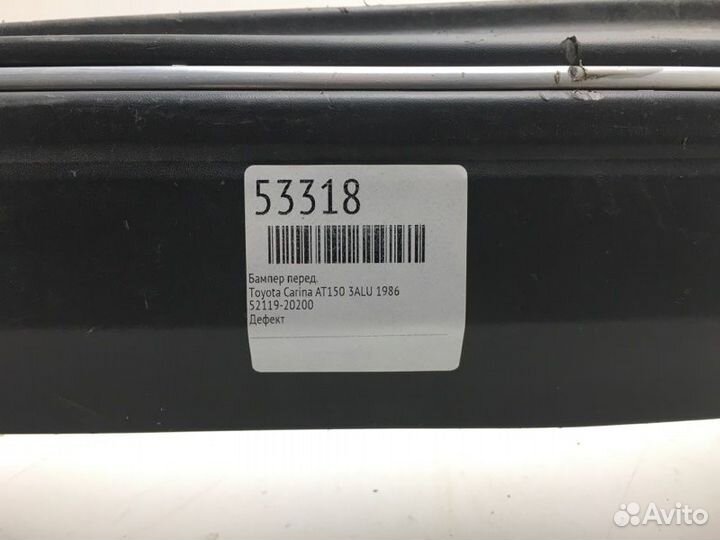 53318
Бампер перед.
Toyota Carina AT150 3ALU 1986
52119-20200
Дефект
Avito